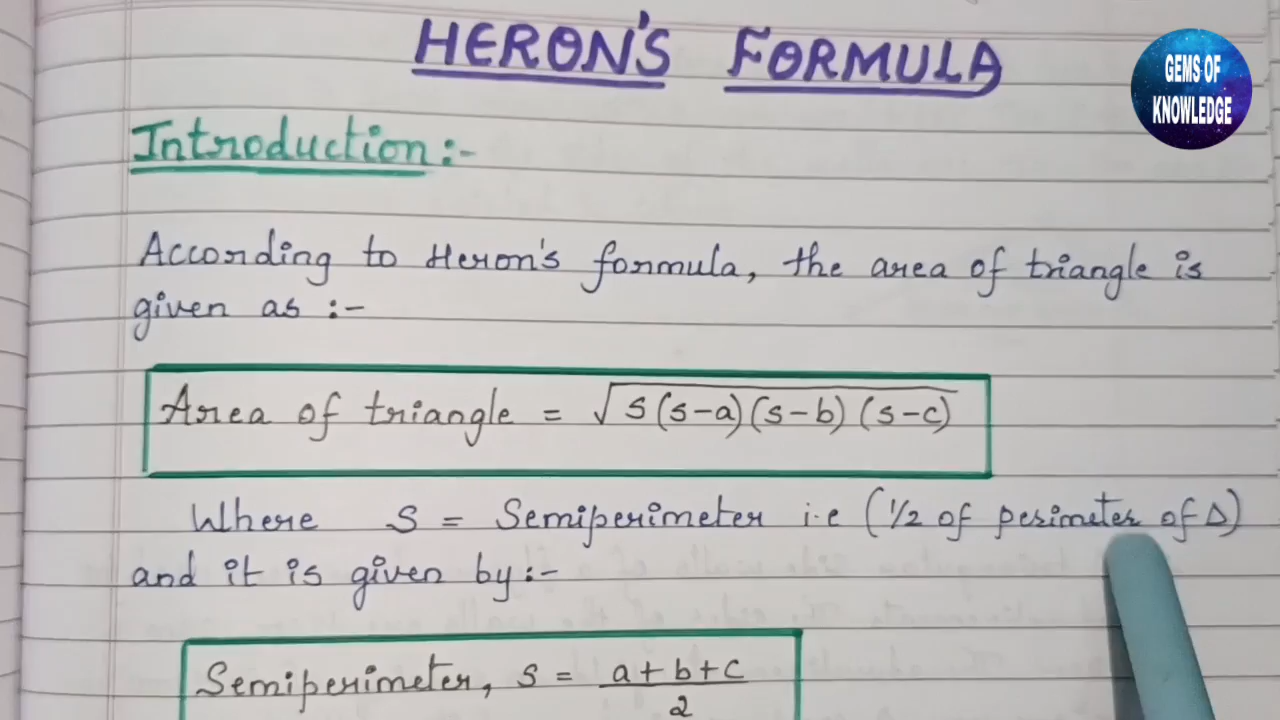 HERON'S FORMULA
GEMS OF
KNOWLEDGE
Introduction :-
According to Heron's formula, the area of triangle is
given as :-
Area of triangle = √s(s-a)(s-b)(s-c)
Where S = Semiperimeter i.e (1/2 of perimeter of Δ)
and it is given by:-
Semiperimeter, s = a+b+c
2